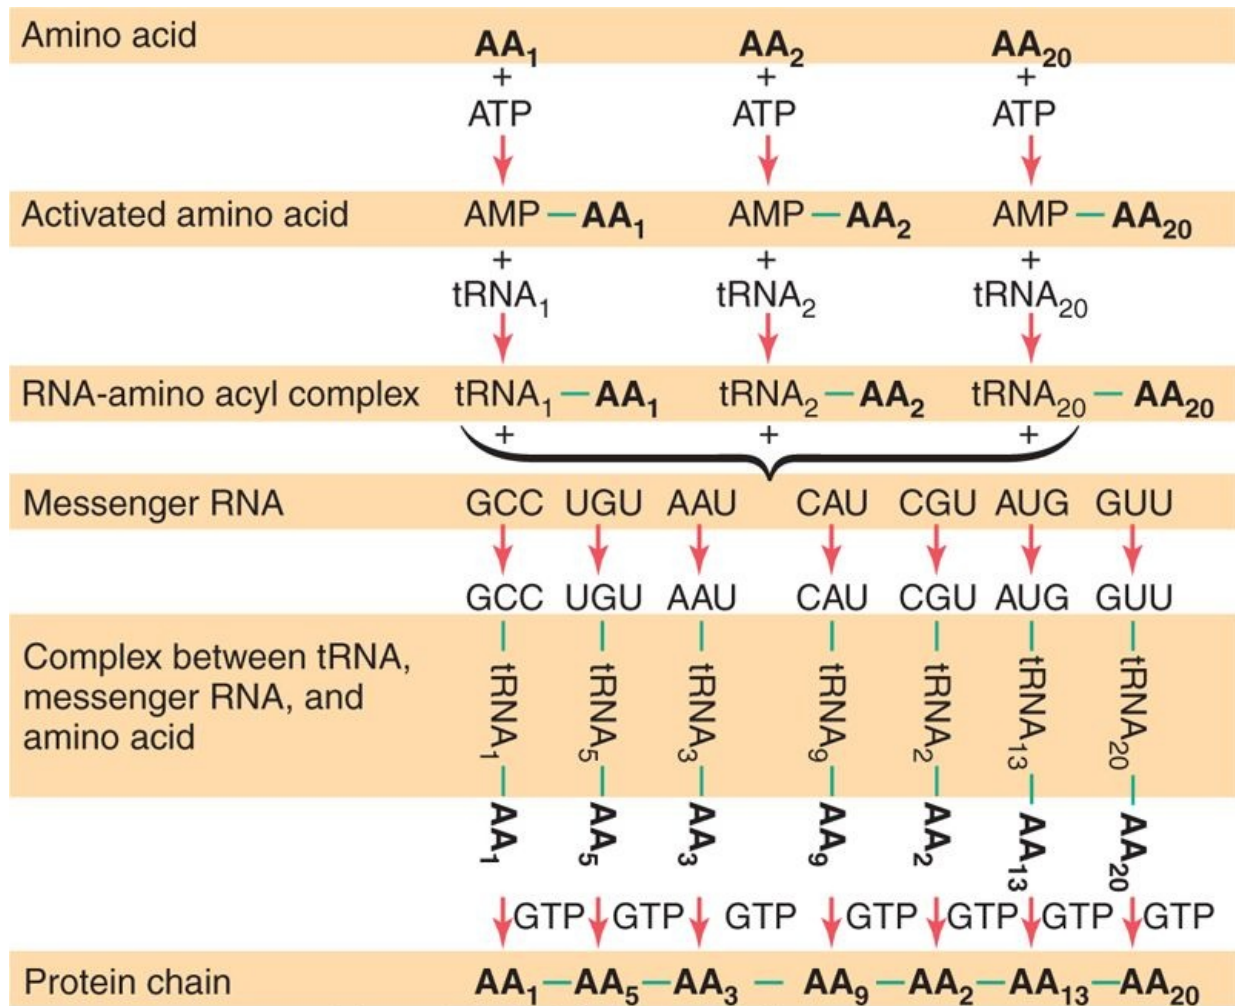 Amino acid AA₁ AA₂ AA₂₀
+ + +
ATP ATP ATP
Activated amino acid AMP — AA₁ AMP — AA₂ AMP — AA₂₀
+ + +
tRNA₁ tRNA₂ tRNA₂₀
RNA-amino acyl complex tRNA₁ — AA₁ tRNA₂ — AA₂ tRNA₂₀ — AA₂₀
+ + +
Messenger RNA GCC UGU AAU CAU CGU AUG GUU
GCC UGU AAU CAU CGU AUG GUU
Complex between tRNA,
messenger RNA, and
amino acid
tRNA₁ tRNA₅ tRNA₃ tRNA₉ tRNA₂ tRNA₁₃ tRNA₂₀
AA₁ AA₅ AA₃ AA₉ AA₂ AA₁₃ AA₂₀
GTP GTP GTP GTP GTP GTP GTP
Protein chain AA₁—AA₅—AA₃ — AA₉ —AA₂ —AA₁₃—AA₂₀